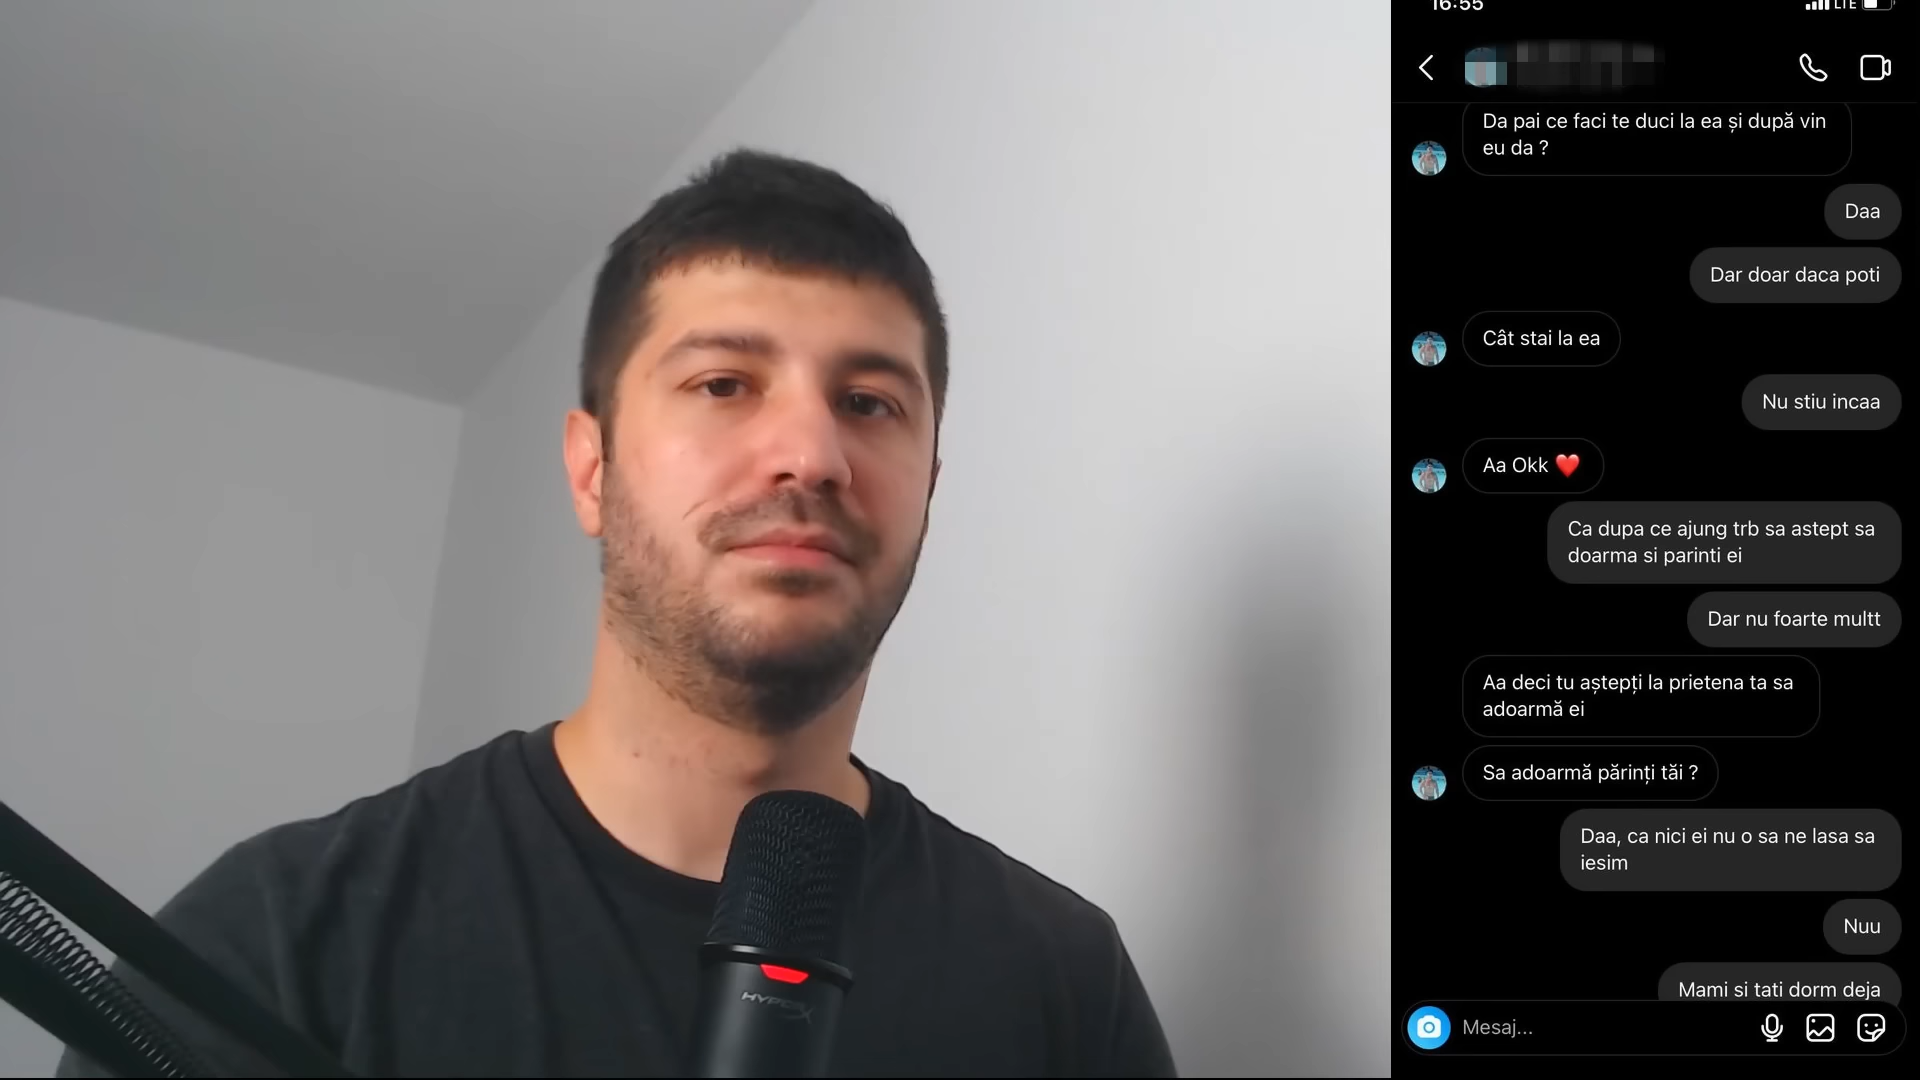 16:55
LTE
Da pai ce faci te duci la ea și după vin
eu da ?
Daa
Dar doar daca poti
Cât stai la ea
Nu stiu incaa
Aa Okk ❤️
Ca dupa ce ajung trb sa astept sa
doarma si parinti ei
Dar nu foarte multt
Aa deci tu aștepți la prietena ta sa
adoarmă ei
Sa adoarmă părinți tăi ?
Daa, ca nici ei nu o sa ne lasa sa
iesim
Nuu
Mami si tati dorm deja
Mesaj...
HYPERX